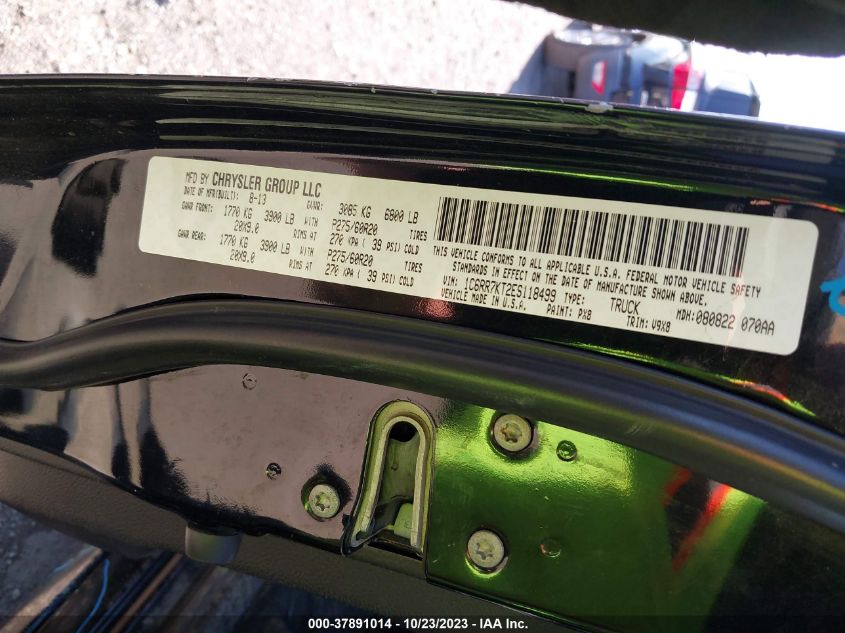 MFD BY CHRYSLER GROUP LLC
DATE OF MFD(BUILT): 8-13 GVWR: 3085 KG 6800 LB
GAWR FRONT: 1770 KG 3900 LB WITH P275/60R20 TIRES
20X9.0 RIMS AT 270 KPA ( 39 PSI) COLD
GAWR REAR: 1770 KG 3900 LB WITH P275/60R20 TIRES
20X9.0 RIMS AT 270 KPA ( 39 PSI) COLD
THIS VEHICLE CONFORMS TO ALL APPLICABLE U.S.A. FEDERAL MOTOR VEHICLE SAFETY
STANDARDS IN EFFECT ON THE DATE OF MANUFACTURE SHOWN ABOVE.
VIN: 1C6RR7KT2ES118499 TYPE: TRUCK MDH:080822 070AA
VEHICLE MADE IN U.S.A. PAINT: PX8 TRIM: V9X8
000-37891014 - 10/23/2023 - IAA Inc.